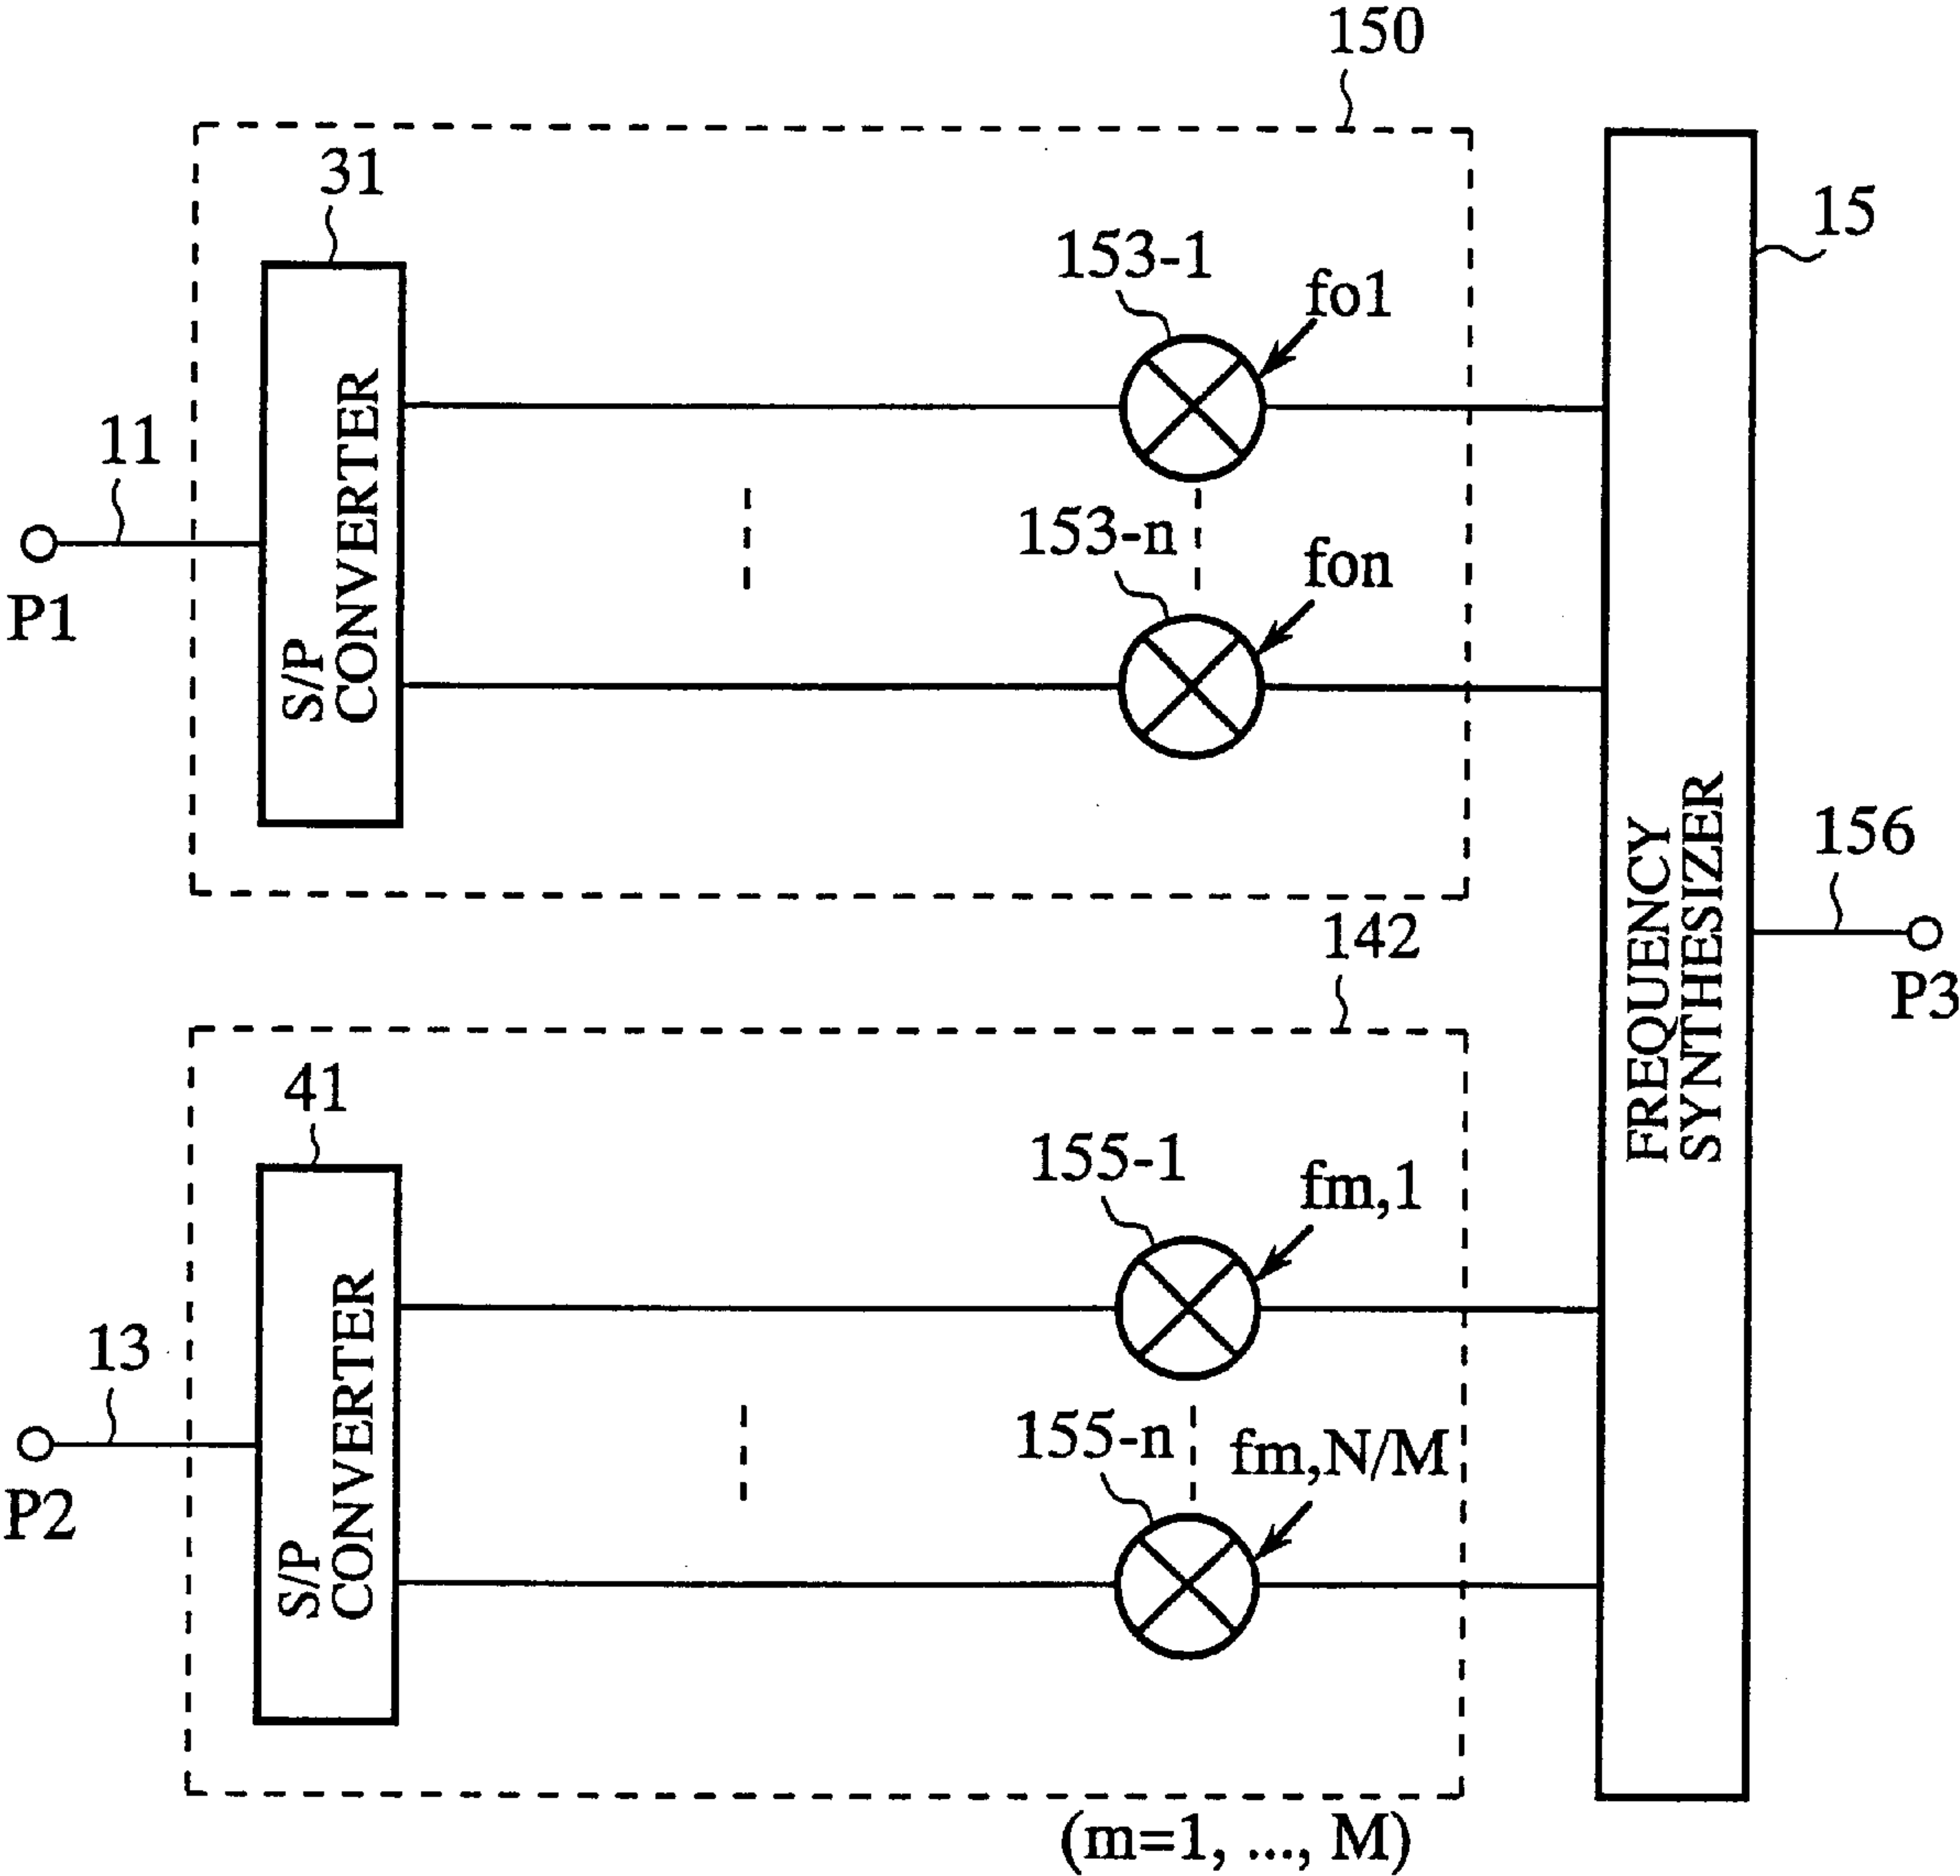 150
31
153-1
fo1
15
11
S/P
CONVERTER
153-n
fon
P1
FREQUENCY
SYNTHESIZER
156
P3
142
41
155-1
fm,1
13
S/P
CONVERTER
155-n
fm,N/M
P2
(m=1, ..., M)